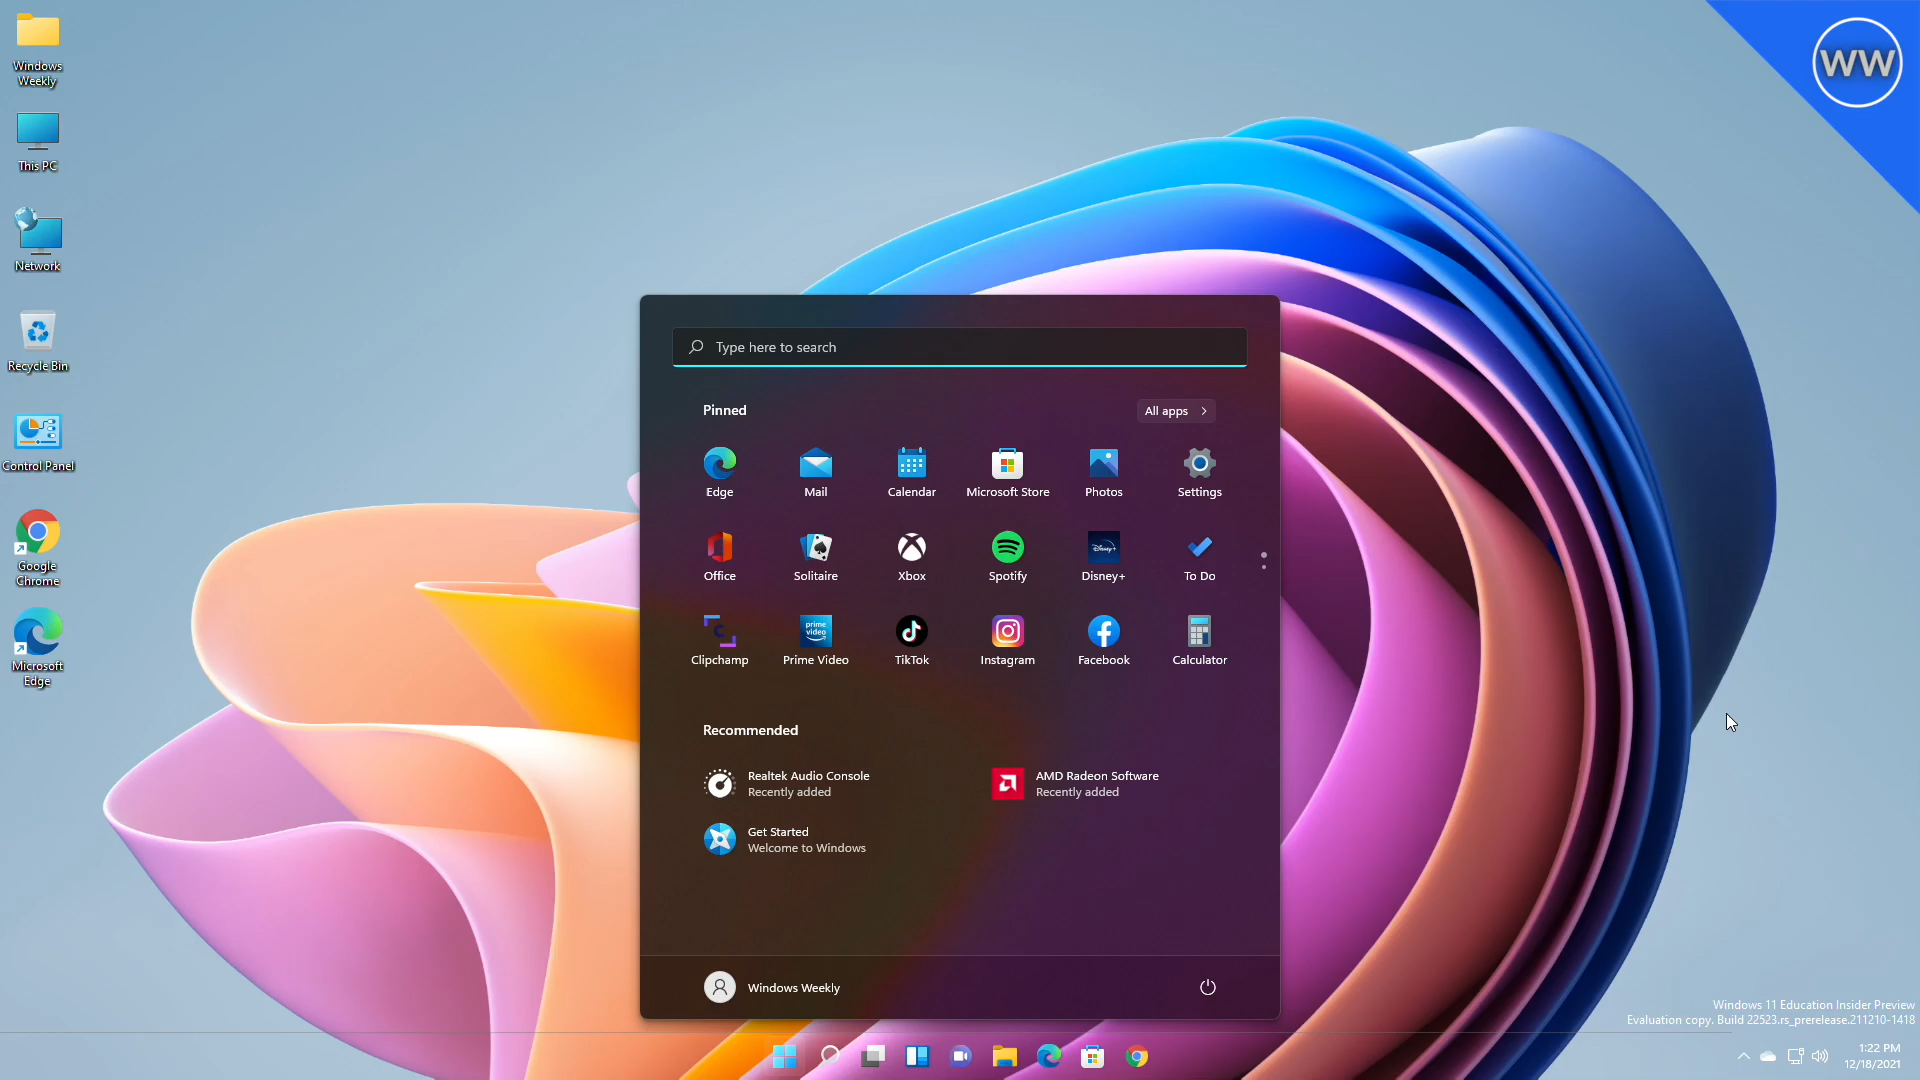 Windows
Weekly
This PC
Network
Recycle Bin
Control Panel
Google
Chrome
Microsoft
Edge
WW
Type here to search
Pinned
All apps
Edge
Mail
Calendar
Microsoft Store
Photos
Settings
Office
Solitaire
Xbox
Spotify
Disney+
Disney+
To Do
Clipchamp
prime
video
Prime Video
TikTok
Instagram
Facebook
Calculator
Recommended
Realtek Audio Console
Recently added
AMD Radeon Software
Recently added
Get Started
Welcome to Windows
Windows Weekly
Windows 11 Education Insider Preview
Evaluation copy. Build 22523.rs_prerelease.211210-1418
1:22 PM
12/18/2021